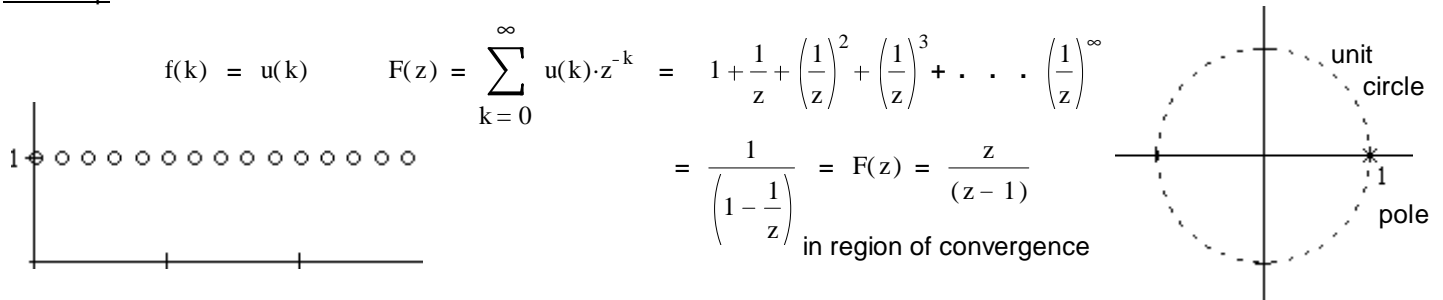 f(k) = u(k) F(z) = ∞ ∑ k = 0 u(k)·z^-k = 1 + 1/z + (1/z)^2 + (1/z)^3 + . . . (1/z)^∞
= 1/(1 − 1/z) = F(z) = z/(z − 1)
in region of convergence
1
unit
circle
1
pole